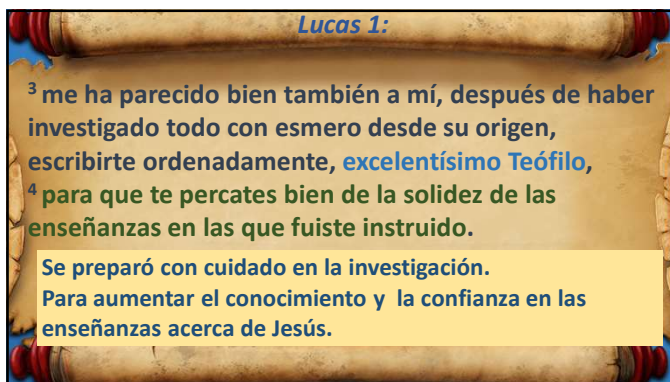 Lucas 1:
³ me ha parecido bien también a mí, después de haber
investigado todo con esmero desde su origen,
escribirte ordenadamente, excelentísimo Teófilo,
⁴ para que te percates bien de la solidez de las
enseñanzas en las que fuiste instruido.
Se preparó con cuidado en la investigación.
Para aumentar el conocimiento y la confianza en las
enseñanzas acerca de Jesús.